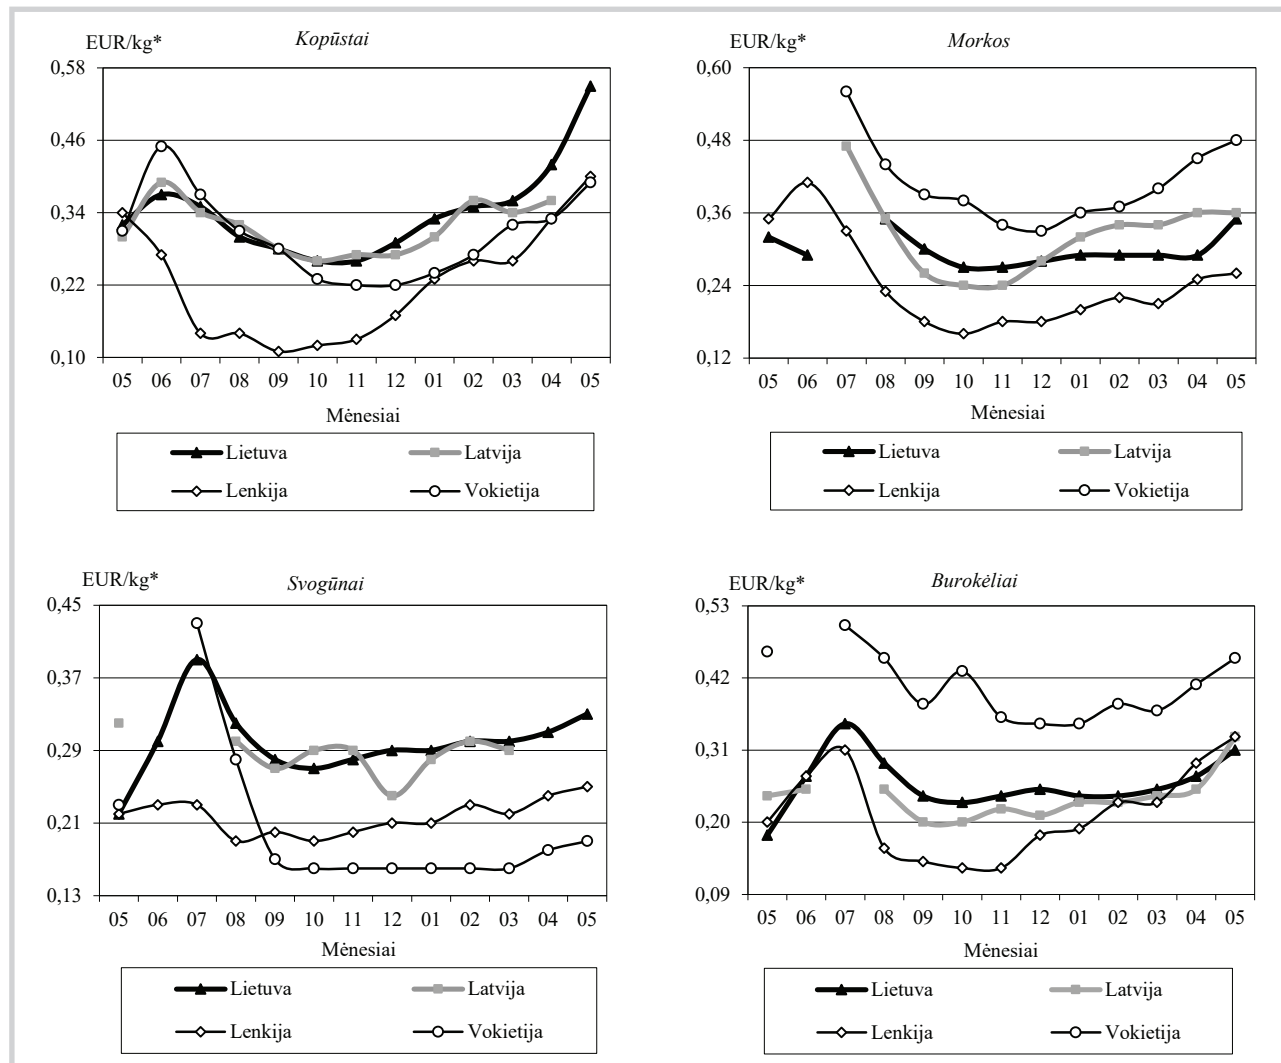 EUR/kg*
Kopūstai
0,58
0,46
0,34
0,22
0,10
05 06 07 08 09 10 11 12 01 02 03 04 05
Mėnesiai
Lietuva Latvija
Lenkija Vokietija
EUR/kg*
Morkos
0,60
0,48
0,36
0,24
0,12
05 06 07 08 09 10 11 12 01 02 03 04 05
Mėnesiai
Lietuva Latvija
Lenkija Vokietija
EUR/kg*
Svogūnai
0,45
0,37
0,29
0,21
0,13
05 06 07 08 09 10 11 12 01 02 03 04 05
Mėnesiai
Lietuva Latvija
Lenkija Vokietija
EUR/kg*
Burokėliai
0,53
0,42
0,31
0,20
0,09
05 06 07 08 09 10 11 12 01 02 03 04 05
Mėnesiai
Lietuva Latvija
Lenkija Vokietija